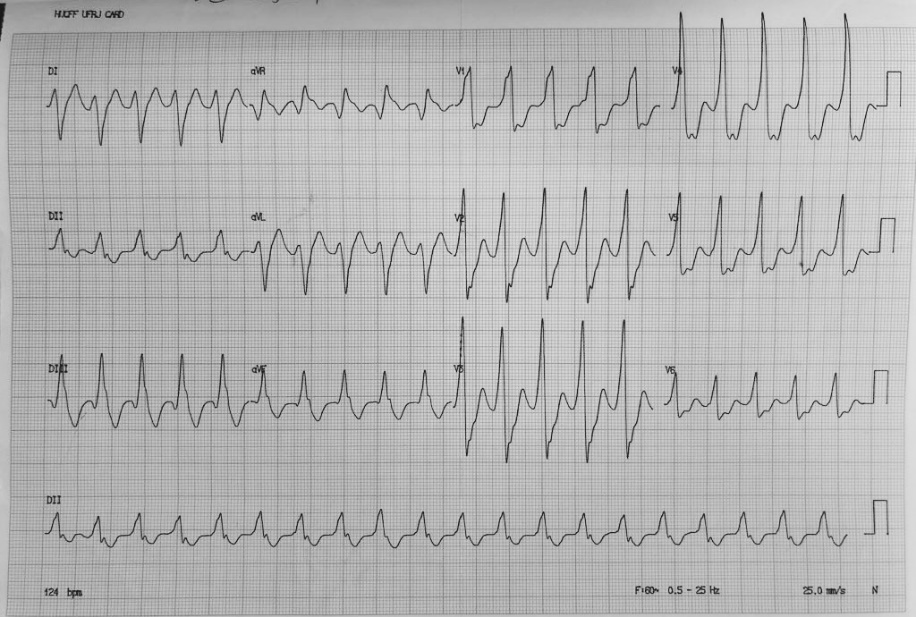 HUCFF UFRJ CARD
DI
aVR
V1
V4
DII
aVL
V2
V5
DIII
aVF
V3
V6
DII
124 bpm
F:60~ 0.5 - 25 Hz
25.0 mm/s
N